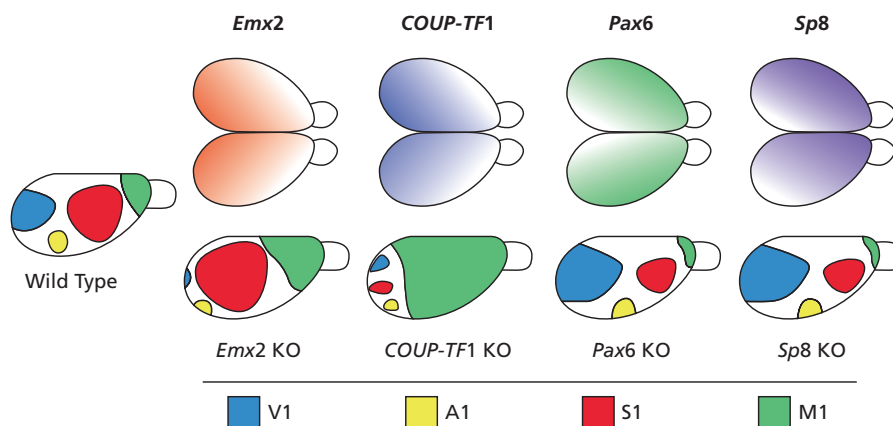 Emx2 COUP-TF1 Pax6 Sp8
Wild Type
Emx2 KO COUP-TF1 KO Pax6 KO Sp8 KO
V1 A1 S1 M1